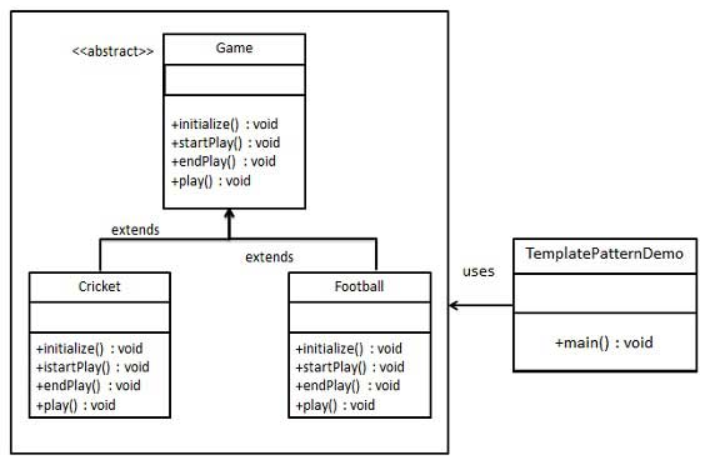 <<abstract>>
Game
+initialize() : void
+startPlay() : void
+endPlay() : void
+play() : void
extends
extends
Cricket
+initialize() : void
+istartPlay() : void
+endPlay() : void
+play() : void
Football
+initialize() : void
+startPlay() : void
+endPlay() : void
+play() : void
uses
TemplatePatternDemo
+main() : void